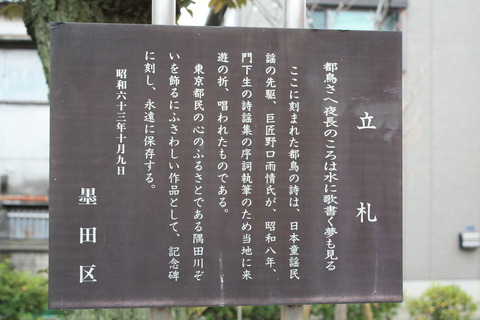 立札
都鳥さへ夜長のころは水に歌書く夢も見る
ここに刻まれた都鳥の詩は、日本童謡民
謡の先駆、巨匠野口雨情氏が、昭和八年、
門下生の詩謡集の序詞執筆のため当地に来
遊の折、唱われたものである。
東京都民の心のふるさとである隅田川ぞ
いを飾るにふさわしい作品として、記念碑
に刻し、永遠に保存する。
昭和六十三年十月九日
墨田区